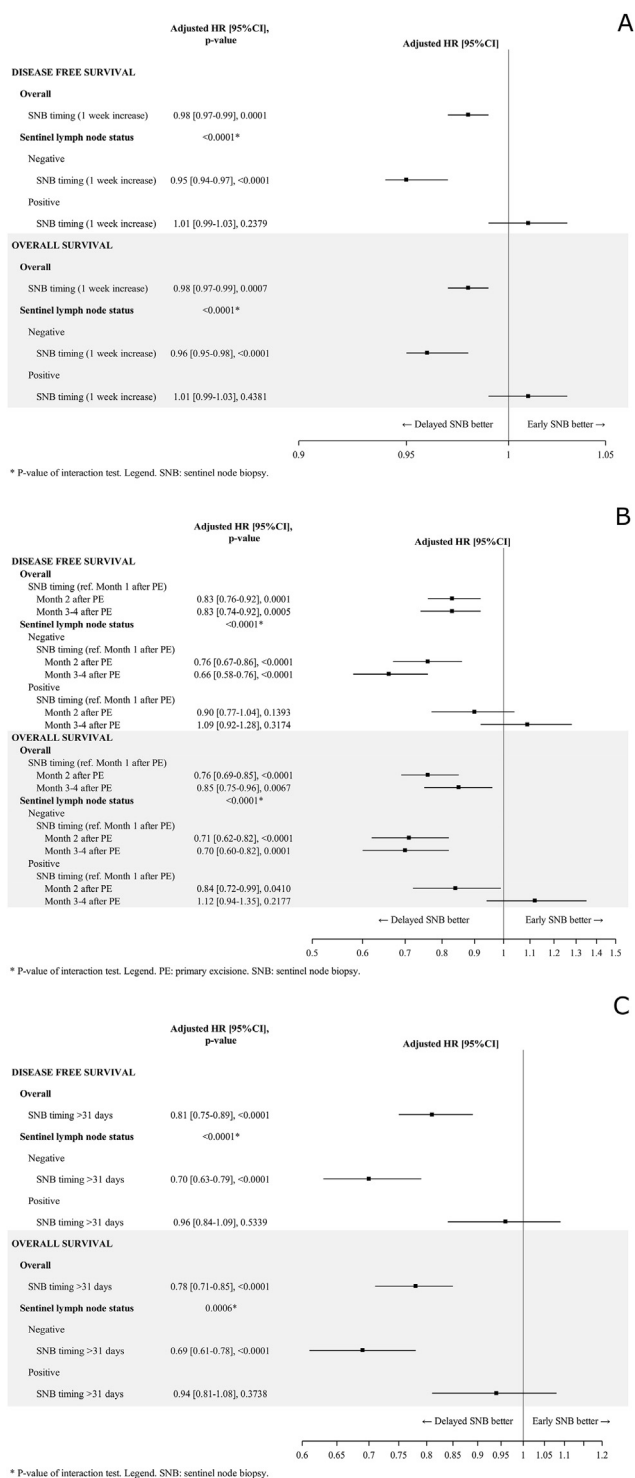 A
Adjusted HR [95%CI], Adjusted HR [95%CI]
p-value
DISEASE FREE SURVIVAL
Overall
SNB timing (1 week increase) 0.98 [0.97-0.99], 0.0001
Sentinel lymph node status <0.0001*
Negative
SNB timing (1 week increase) 0.95 [0.94-0.97], <0.0001
Positive
SNB timing (1 week increase) 1.01 [0.99-1.03], 0.2379
OVERALL SURVIVAL
Overall
SNB timing (1 week increase) 0.98 [0.97-0.99], 0.0007
Sentinel lymph node status <0.0001*
Negative
SNB timing (1 week increase) 0.96 [0.95-0.98], <0.0001
Positive
SNB timing (1 week increase) 1.01 [0.99-1.03], 0.4381
← Delayed SNB better Early SNB better →
0.9 0.95 1 1.05
* P-value of interaction test. Legend. SNB: sentinel node biopsy.
B
Adjusted HR [95%CI], Adjusted HR [95%CI]
p-value
DISEASE FREE SURVIVAL
Overall
SNB timing (ref. Month 1 after PE)
Month 2 after PE 0.83 [0.76-0.92], 0.0001
Month 3-4 after PE 0.83 [0.74-0.92], 0.0005
Sentinel lymph node status <0.0001*
Negative
SNB timing (ref. Month 1 after PE)
Month 2 after PE 0.76 [0.67-0.86], <0.0001
Month 3-4 after PE 0.66 [0.58-0.76], <0.0001
Positive
SNB timing (ref. Month 1 after PE)
Month 2 after PE 0.90 [0.77-1.04], 0.1393
Month 3-4 after PE 1.09 [0.92-1.28], 0.3174
OVERALL SURVIVAL
Overall
SNB timing (ref. Month 1 after PE)
Month 2 after PE 0.76 [0.69-0.85], <0.0001
Month 3-4 after PE 0.85 [0.75-0.96], 0.0067
Sentinel lymph node status <0.0001*
Negative
SNB timing (ref. Month 1 after PE)
Month 2 after PE 0.71 [0.62-0.82], <0.0001
Month 3-4 after PE 0.70 [0.60-0.82], 0.0001
Positive
SNB timing (ref. Month 1 after PE)
Month 2 after PE 0.84 [0.72-0.99], 0.0410
Month 3-4 after PE 1.12 [0.94-1.35], 0.2177
← Delayed SNB better Early SNB better →
0.5 0.6 0.7 0.8 0.9 1 1.1 1.2 1.3 1.4 1.5
* P-value of interaction test. Legend. PE: primary excisione. SNB: sentinel node biopsy.
C
Adjusted HR [95%CI], Adjusted HR [95%CI]
p-value
DISEASE FREE SURVIVAL
Overall
SNB timing >31 days 0.81 [0.75-0.89], <0.0001
Sentinel lymph node status <0.0001*
Negative
SNB timing >31 days 0.70 [0.63-0.79], <0.0001
Positive
SNB timing >31 days 0.96 [0.84-1.09], 0.5339
OVERALL SURVIVAL
Overall
SNB timing >31 days 0.78 [0.71-0.85], <0.0001
Sentinel lymph node status 0.0006*
Negative
SNB timing >31 days 0.69 [0.61-0.78], <0.0001
Positive
SNB timing >31 days 0.94 [0.81-1.08], 0.3738
← Delayed SNB better Early SNB better →
0.6 0.65 0.7 0.75 0.8 0.85 0.9 0.95 1 1.05 1.1 1.2
* P-value of interaction test. Legend. SNB: sentinel node biopsy.